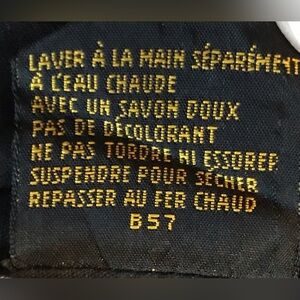 LAVER À LA MAIN SÉPARÉMENT
À L'EAU CHAUDE
AVEC UN SAVON DOUX
PAS DE DÉCOLORANT
NE PAS TORDRE NI ESSORER
SUSPENDRE POUR SÉCHER
REPASSER AU FER CHAUD
B57